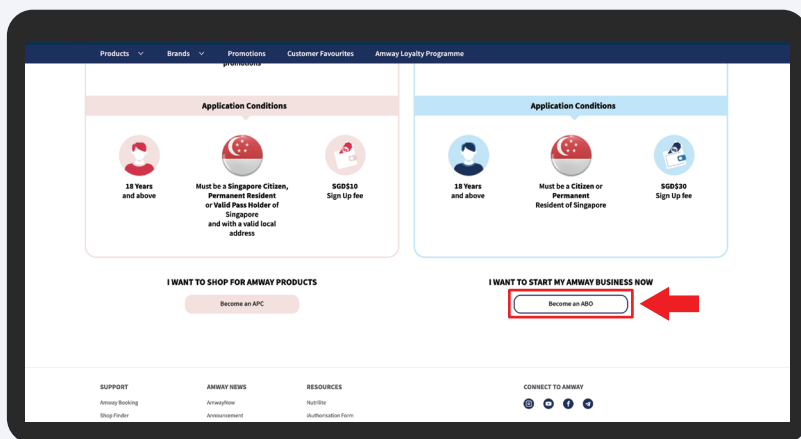 Products Brands Promotions Customer Favourites Amway Loyalty Programme
promotions
Application Conditions
18 Years
and above
Must be a Singapore Citizen,
Permanent Resident
or Valid Pass Holder of
Singapore
and with a valid local
address
SGD$10
Sign Up fee
Application Conditions
18 Years
and above
Must be a Citizen or
Permanent
Resident of Singapore
SGD$30
Sign Up fee
I WANT TO SHOP FOR AMWAY PRODUCTS
Become an APC
I WANT TO START MY AMWAY BUSINESS NOW
Become an ABO
SUPPORT
Amway Booking
Shop Finder
AMWAY NEWS
AmwayNow
Announcement
RESOURCES
Nutrilite
iAuthorisation Form
CONNECT TO AMWAY